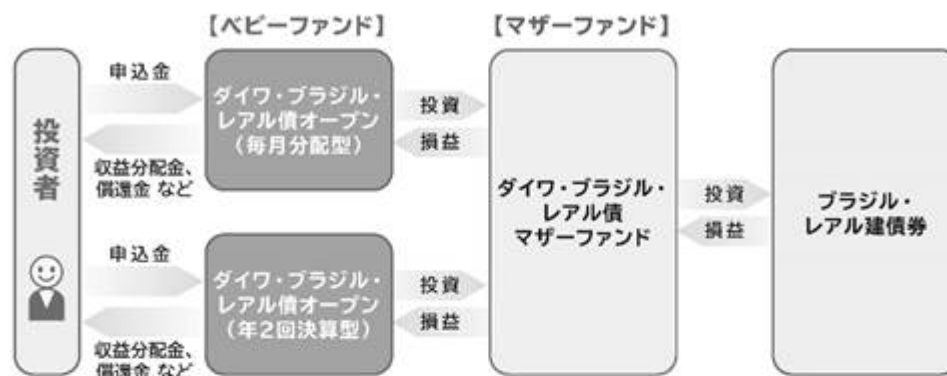 【ベビーファンド】
【マザーファンド】
投資者
申込金
収益分配金、
償還金 など
ダイワ・ブラジル・
レアル債オープン
(毎月分配型)
投資
損益
申込金
収益分配金、
償還金 など
ダイワ・ブラジル・
レアル債オープン
(年2回決算型)
投資
損益
ダイワ・ブラジル・
レアル債
マザーファンド
投資
損益
ブラジル・
レアル建債券